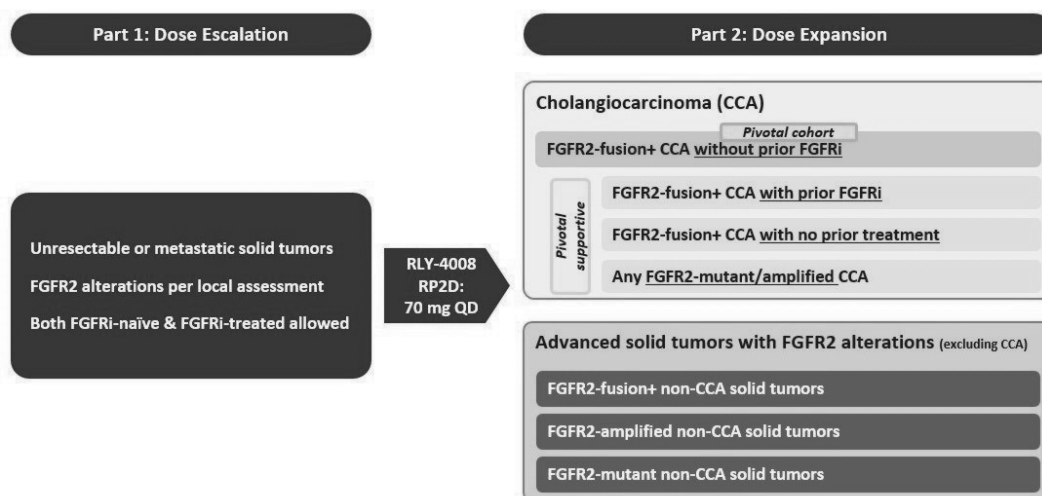 Part 1: Dose Escalation
Unresectable or metastatic solid tumors
FGFR2 alterations per local assessment
Both FGFRi-naïve & FGFRi-treated allowed
RLY-4008
RP2D:
70 mg QD
Part 2: Dose Expansion
Cholangiocarcinoma (CCA)
Pivotal cohort
FGFR2-fusion+ CCA without prior FGFRi
Pivotal
supportive
FGFR2-fusion+ CCA with prior FGFRi
FGFR2-fusion+ CCA with no prior treatment
Any FGFR2-mutant/amplified CCA
Advanced solid tumors with FGFR2 alterations (excluding CCA)
FGFR2-fusion+ non-CCA solid tumors
FGFR2-amplified non-CCA solid tumors
FGFR2-mutant non-CCA solid tumors